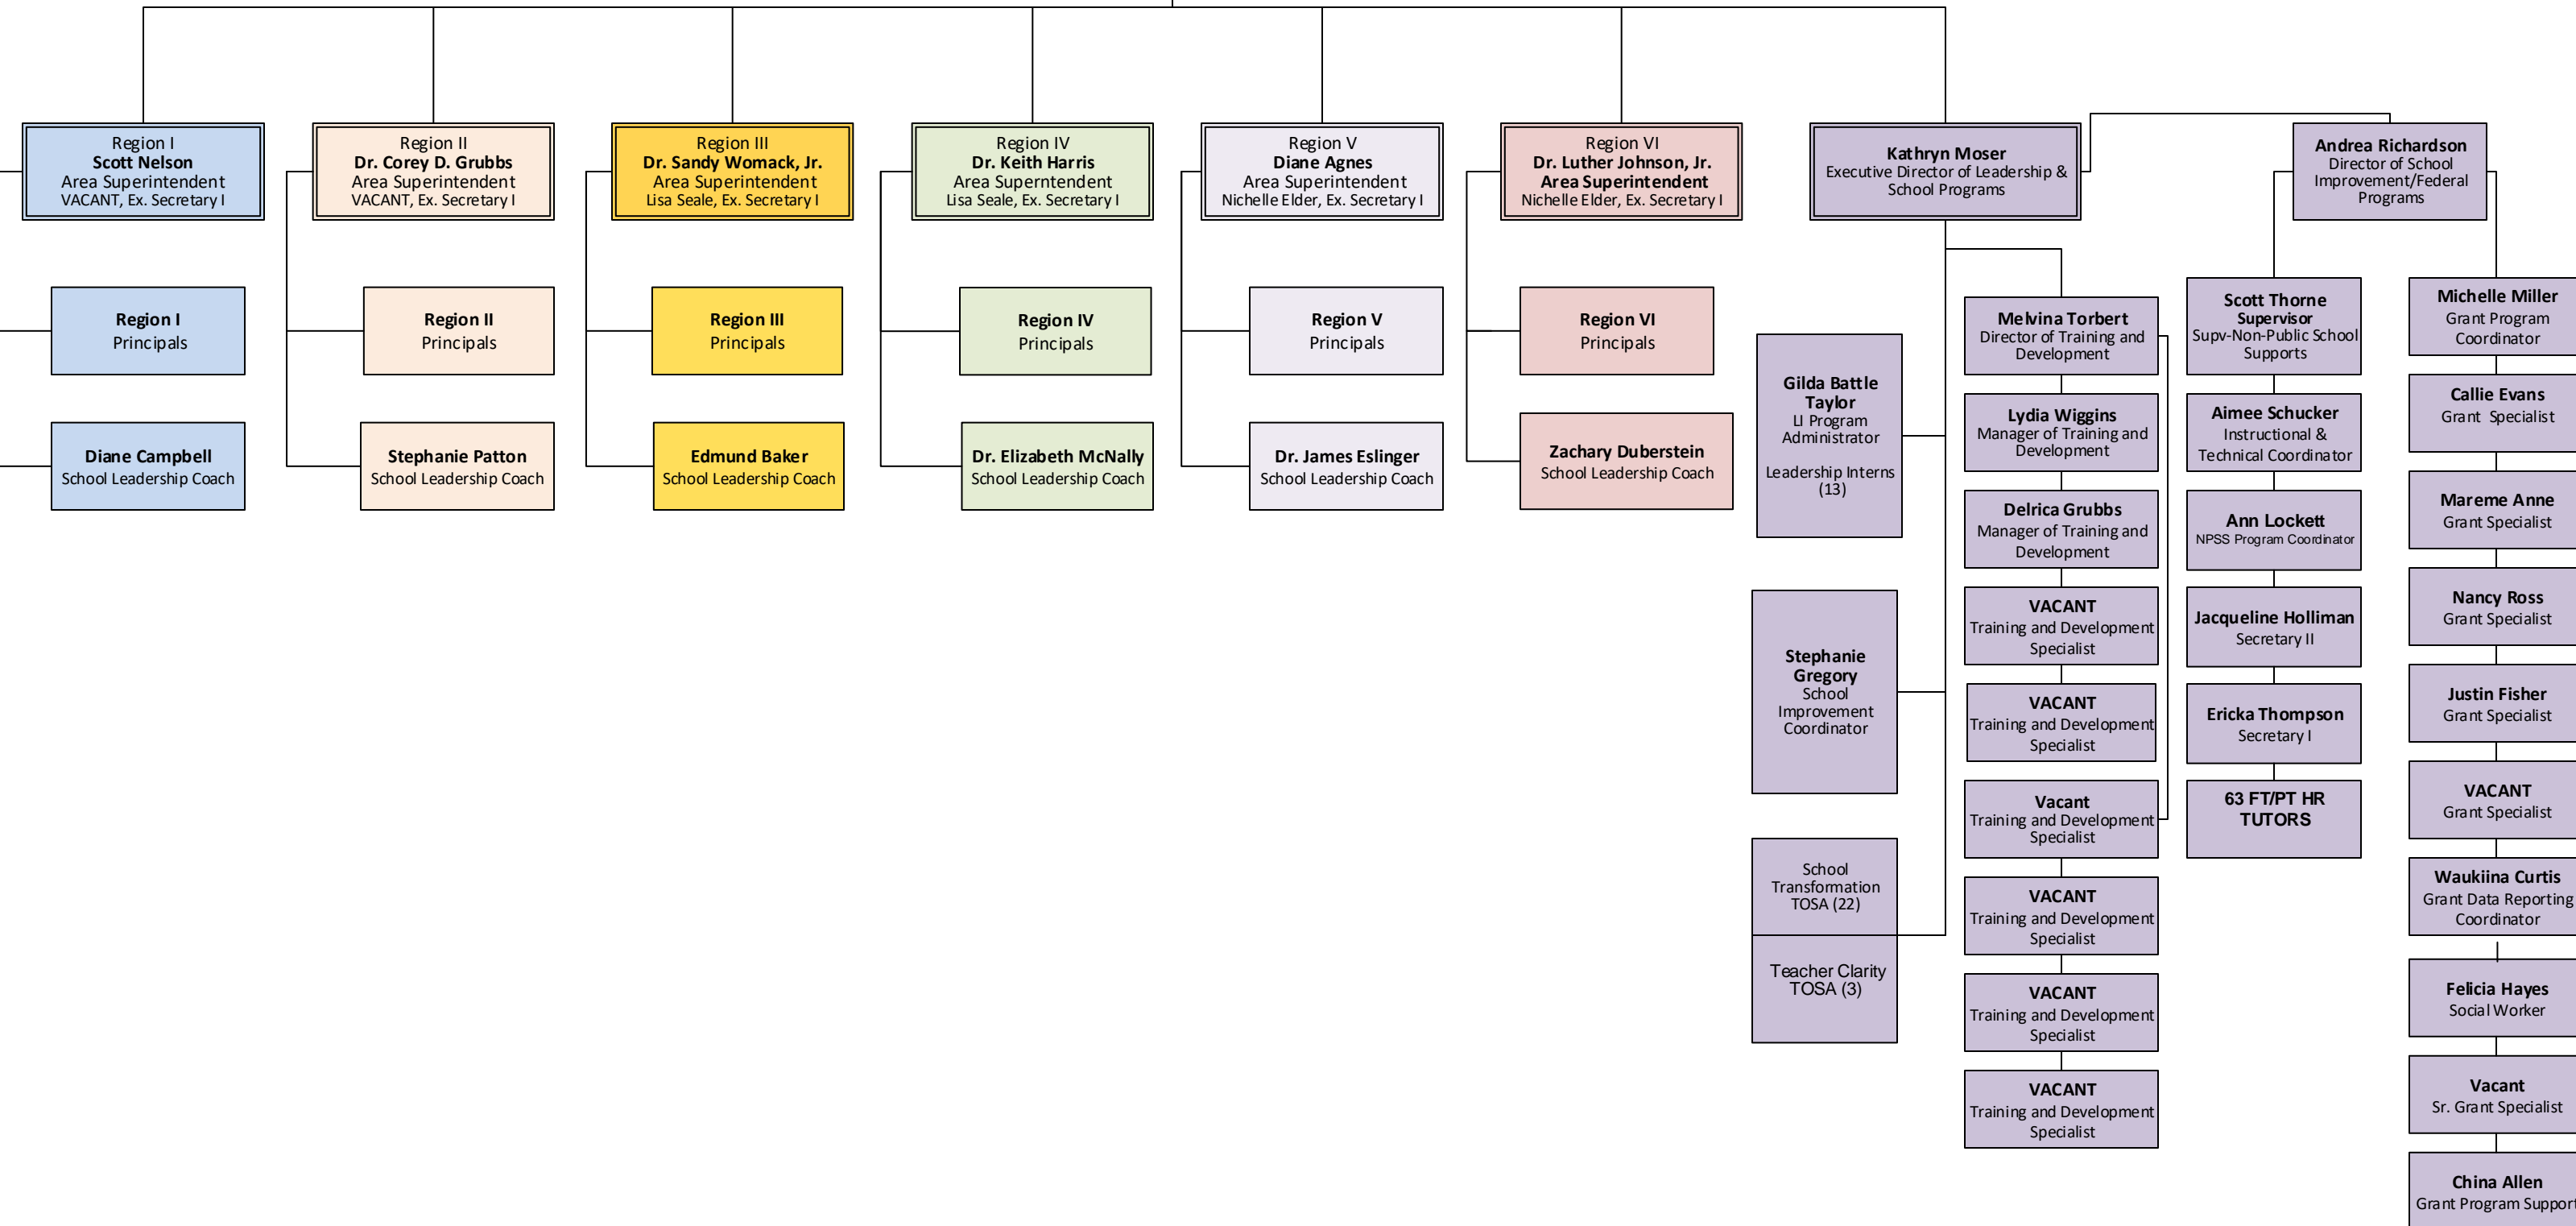 Region I
Scott Nelson
Area Superintendent
VACANT, Ex. Secretary I
Region II
Dr. Corey D. Grubbs
Area Superintendent
VACANT, Ex. Secretary I
Region III
Dr. Sandy Womack, Jr.
Area Superintendent
Lisa Seale, Ex. Secretary I
Region IV
Dr. Keith Harris
Area Superntendent
Lisa Seale, Ex. Secretary I
Region V
Diane Agnes
Area Superintendent
Nichelle Elder, Ex. Secretary I
Region VI
Dr. Luther Johnson, Jr.
Area Superintendent
Nichelle Elder, Ex. Secretary I
Kathryn Moser
Executive Director of Leadership &
School Programs
Andrea Richardson
Director of School
Improvement/Federal
Programs
Region I
Principals
Region II
Principals
Region III
Principals
Region IV
Principals
Region V
Principals
Region VI
Principals
Diane Campbell
School Leadership Coach
Stephanie Patton
School Leadership Coach
Edmund Baker
School Leadership Coach
Dr. Elizabeth McNally
School Leadership Coach
Dr. James Eslinger
School Leadership Coach
Zachary Duberstein
School Leadership Coach
Gilda Battle
Taylor
LI Program
Administrator
Leadership Interns
(13)
Stephanie
Gregory
School
Improvement
Coordinator
School
Transformation
TOSA (22)
Teacher Clarity
TOSA (3)
Melvina Torbert
Director of Training and
Development
Lydia Wiggins
Manager of Training and
Development
Delrica Grubbs
Manager of Training and
Development
VACANT
Training and Development
Specialist
VACANT
Training and Development
Specialist
Vacant
Training and Development
Specialist
VACANT
Training and Development
Specialist
VACANT
Training and Development
Specialist
VACANT
Training and Development
Specialist
Scott Thorne
Supervisor
Supv-Non-Public School
Supports
Aimee Schucker
Instructional &
Technical Coordinator
Ann Lockett
NPSS Program Coordinator
Jacqueline Holliman
Secretary II
Ericka Thompson
Secretary I
63 FT/PT HR
TUTORS
Michelle Miller
Grant Program
Coordinator
Callie Evans
Grant Specialist
Mareme Anne
Grant Specialist
Nancy Ross
Grant Specialist
Justin Fisher
Grant Specialist
VACANT
Grant Specialist
Waukiina Curtis
Grant Data Reporting
Coordinator
Felicia Hayes
Social Worker
Vacant
Sr. Grant Specialist
China Allen
Grant Program Support